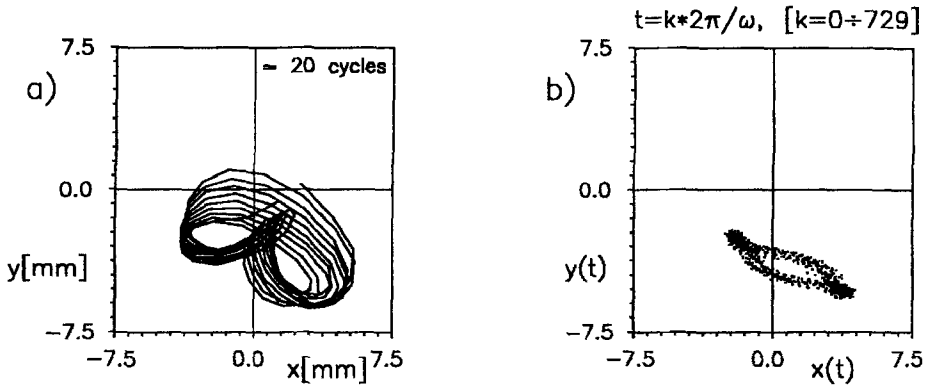 t=k*2π/ω, [k=0÷729]
7.5
≃ 20 cycles
a)
0.0
y[mm]
-7.5
-7.5 0.0 7.5
x[mm]
7.5
b)
0.0
y(t)
-7.5
-7.5 0.0 7.5
x(t)